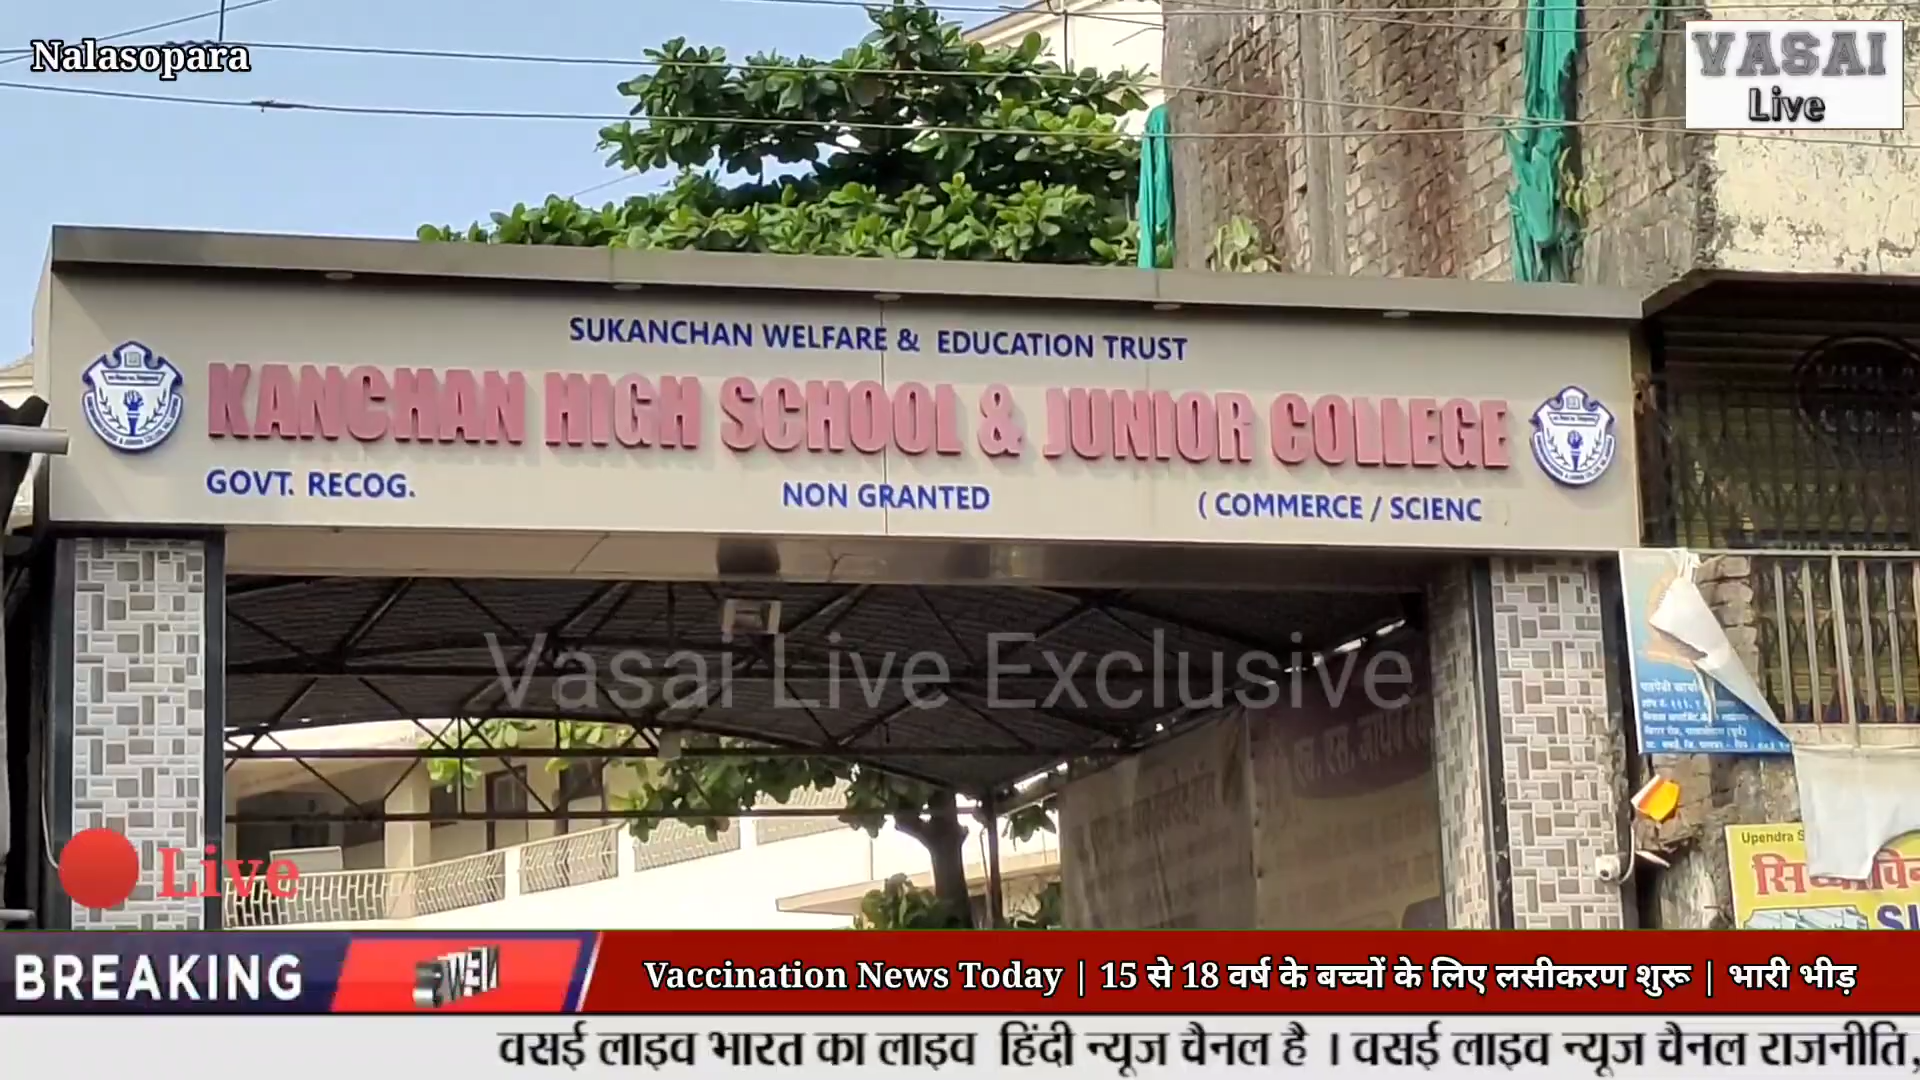 Nalasopara
VASAI
Live
SUKANCHAN WELFARE & EDUCATION TRUST
KANCHAN HIGH SCHOOL & JUNIOR COLLEGE
GOVT. RECOG.
NON GRANTED
( COMMERCE / SCIENC
Vasai Live Exclusive
Upendra S
Live
BREAKING
Vaccination News Today | 15 से 18 वर्ष के बच्चों के लिए लसीकरण शुरू | भारी भीड़
वसई लाइव भारत का लाइव हिंदी न्यूज चैनल है । वसई लाइव न्यूज चैनल राजनीति,